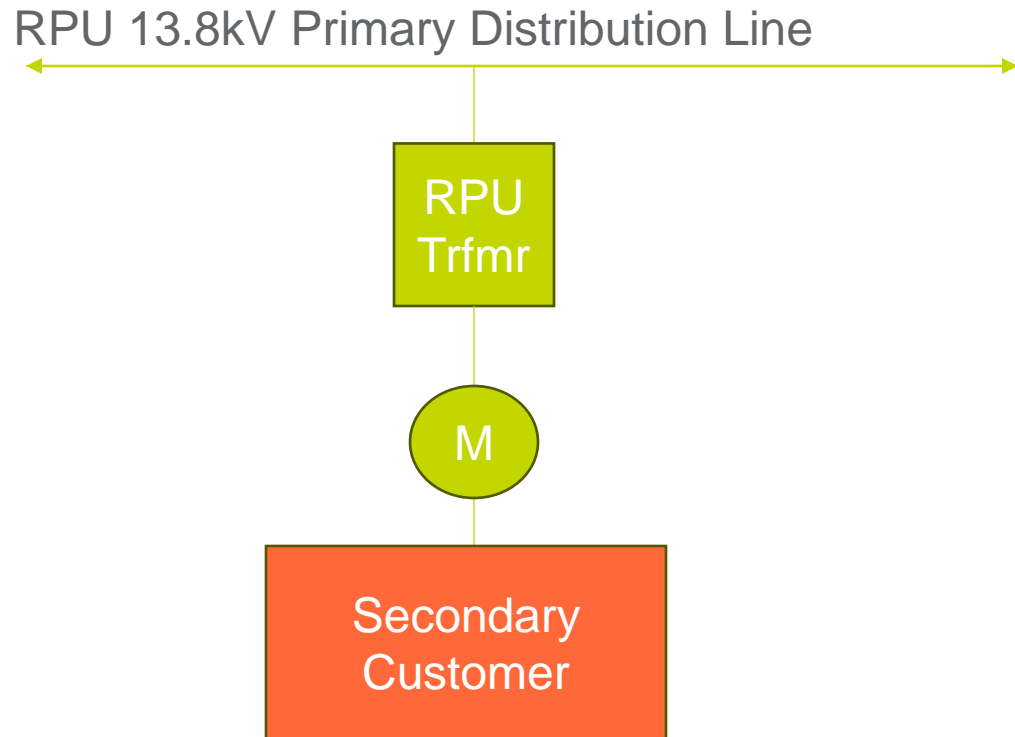 RPU 13.8kV Primary Distribution Line
RPU
Trfmr
M
Secondary
Customer